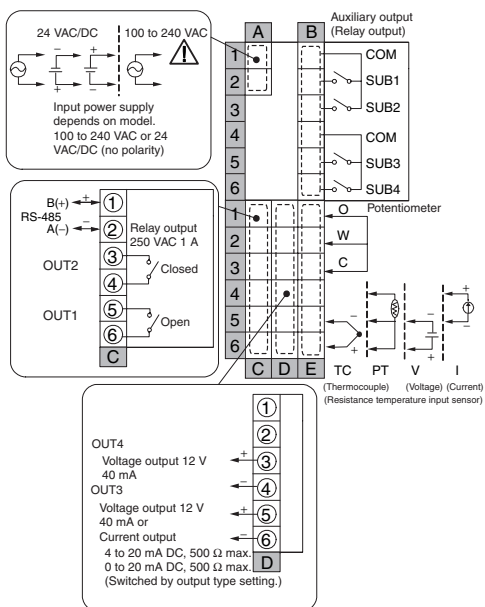 24 VAC/DC
100 to 240 VAC
Input power supply
depends on model.
100 to 240 VAC or 24
VAC/DC (no polarity)
A
B
Auxiliary output
(Relay output)
1
2
3
4
5
6
COM
SUB1
SUB2
COM
SUB3
SUB4
1
2
3
4
5
6
C
D
E
O
W
C
Potentiometer
− + − + + −
TC PT V I
(Thermocouple) (Voltage) (Current)
(Resistance temperature input sensor)
B(+)
RS-485
A(−)
OUT2
OUT1
1
2
3
4
5
6
C
Relay output
250 VAC 1 A
Closed
Open
OUT4
Voltage output 12 V
40 mA
OUT3
Voltage output 12 V
40 mA or
Current output
4 to 20 mA DC, 500 Ω max.
0 to 20 mA DC, 500 Ω max.
(Switched by output type setting.)
1
2
+ 3
− 4
+ 5
− 6
D